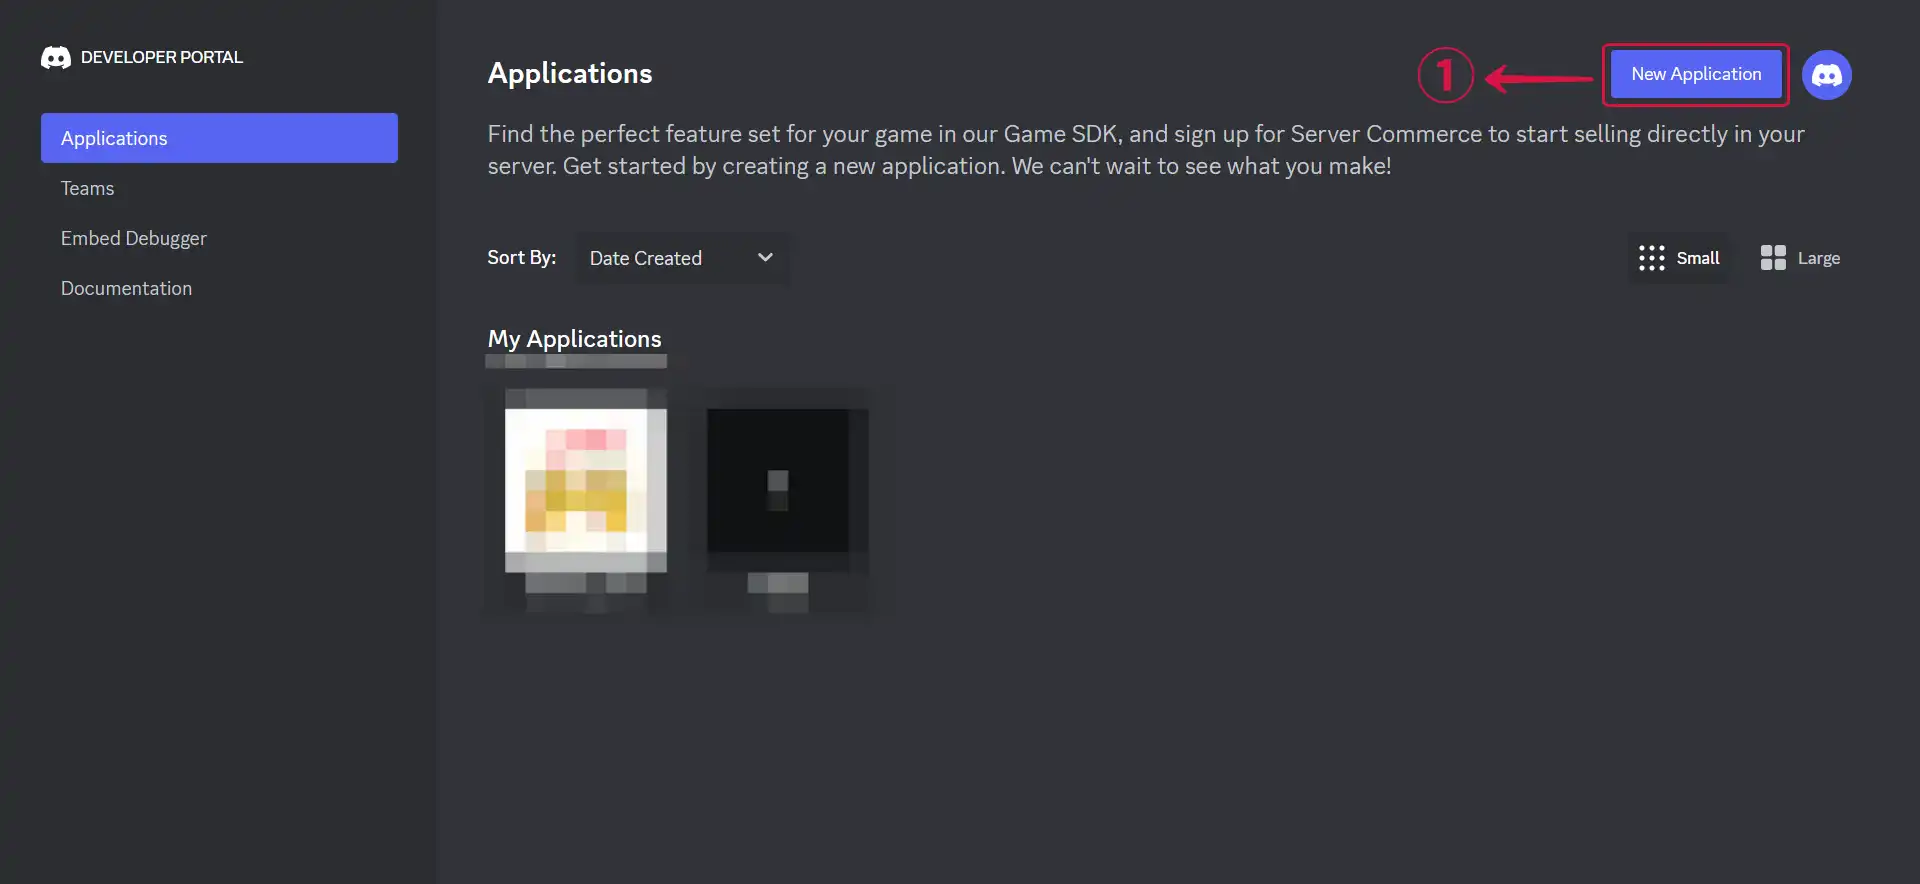 DEVELOPER PORTAL
Applications
Teams
Embed Debugger
Documentation
Applications
1
New Application
Find the perfect feature set for your game in our Game SDK, and sign up for Server Commerce to start selling directly in your
server. Get started by creating a new application. We can't wait to see what you make!
Sort By:
Date Created
Small
Large
My Applications